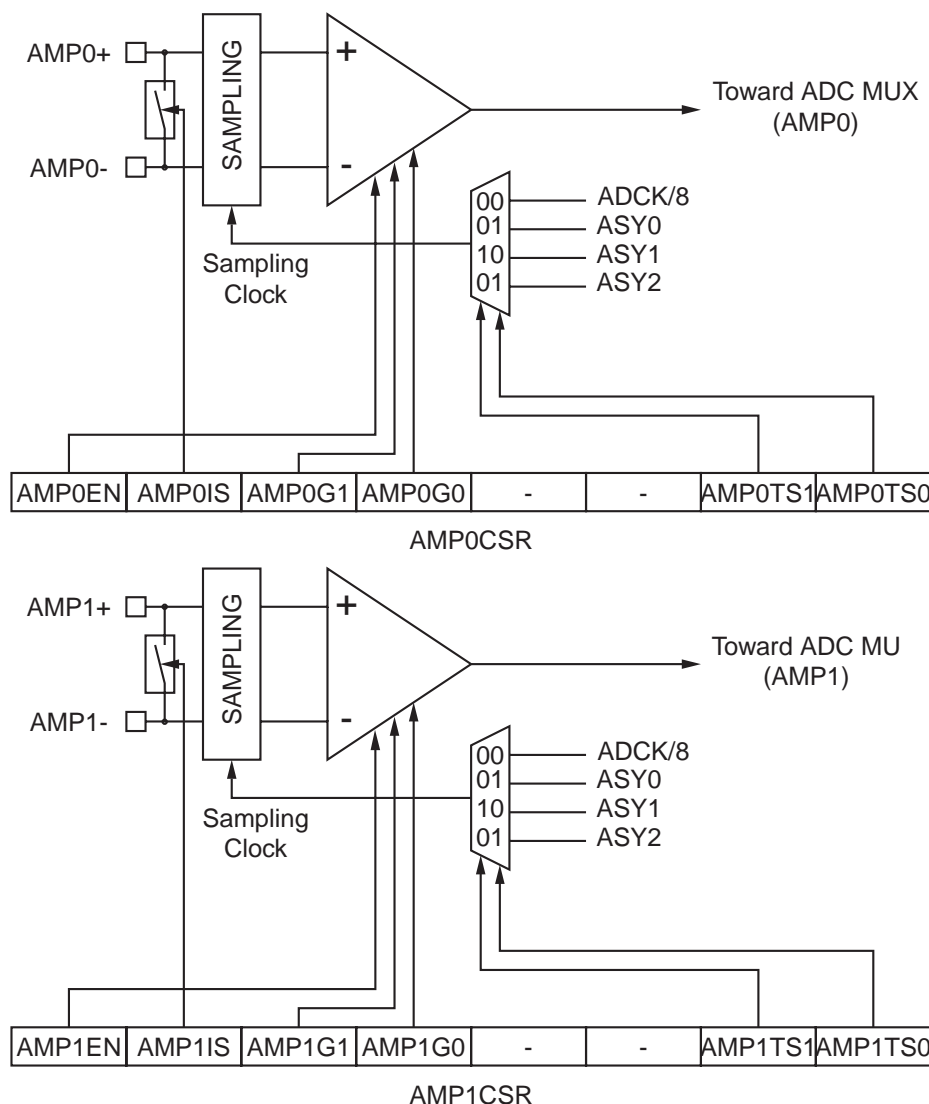 AMP0+
SAMPLING
+
Toward ADC MUX
(AMP0)
AMP0-
-
00 ADCK/8
01 ASY0
10 ASY1
01 ASY2
Sampling
Clock
AMP0EN AMP0IS AMP0G1 AMP0G0 - - AMP0TS1 AMP0TS0
AMP0CSR
AMP1+
SAMPLING
+
Toward ADC MU
(AMP1)
AMP1-
-
00 ADCK/8
01 ASY0
10 ASY1
01 ASY2
Sampling
Clock
AMP1EN AMP1IS AMP1G1 AMP1G0 - - AMP1TS1 AMP1TS0
AMP1CSR